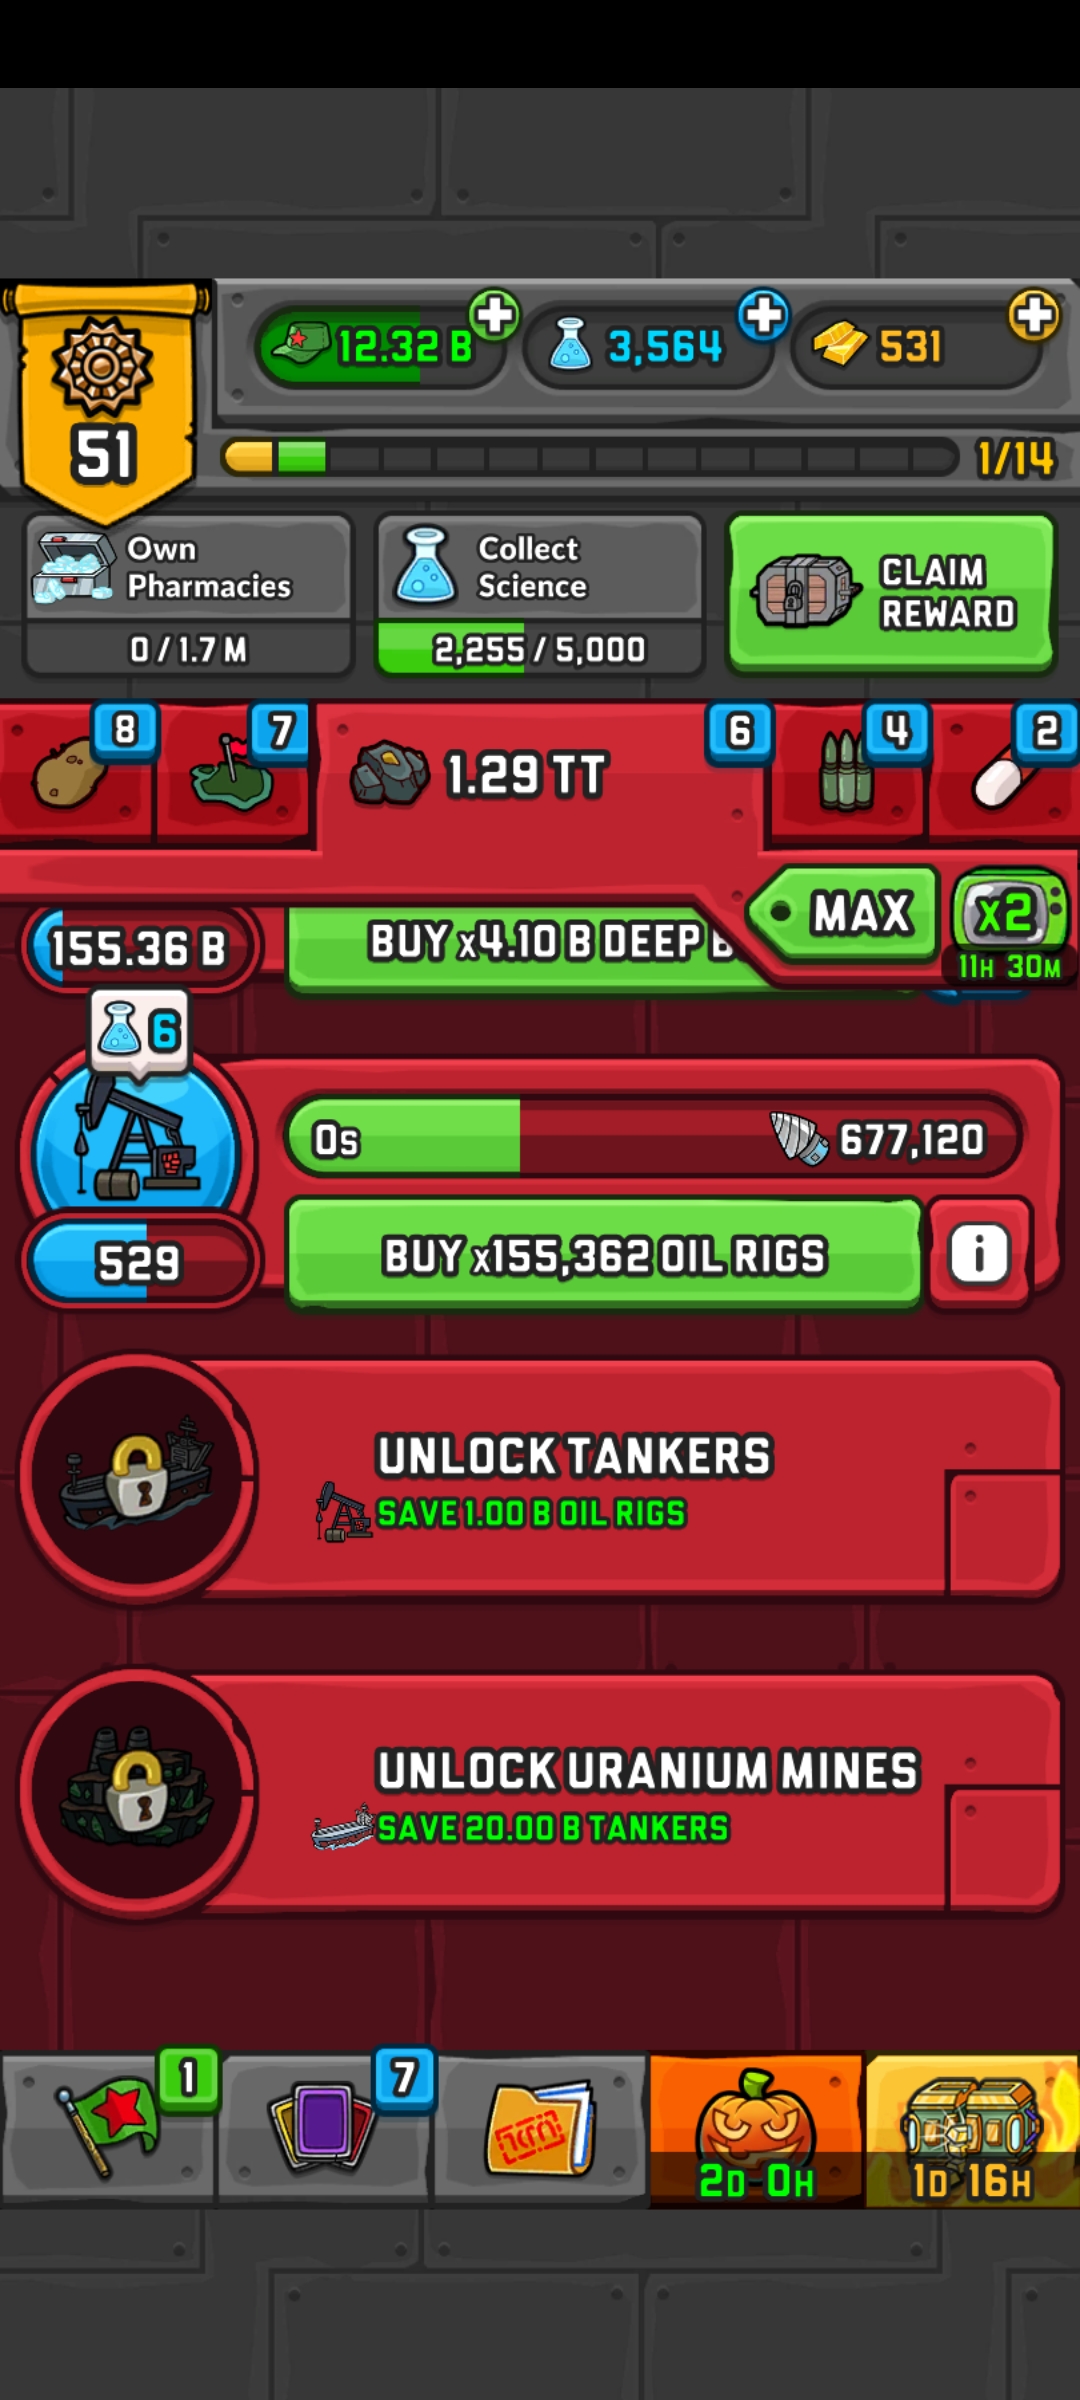 12.32 B
3,564
531
51
1/14
Own
Pharmacies
0 / 1.7 M
Collect
Science
2,255 / 5,000
CLAIM
REWARD
8
7
1.29 TT
6
4
2
MAX
x2
11H 30M
155.36 B
BUY x4.10 B DEEP B
6
0s
677,120
529
BUY x155,362 OIL RIGS
i
UNLOCK TANKERS
SAVE 1.00 B OIL RIGS
UNLOCK URANIUM MINES
SAVE 20.00 B TANKERS
1
7
2D 0H
1D 16H